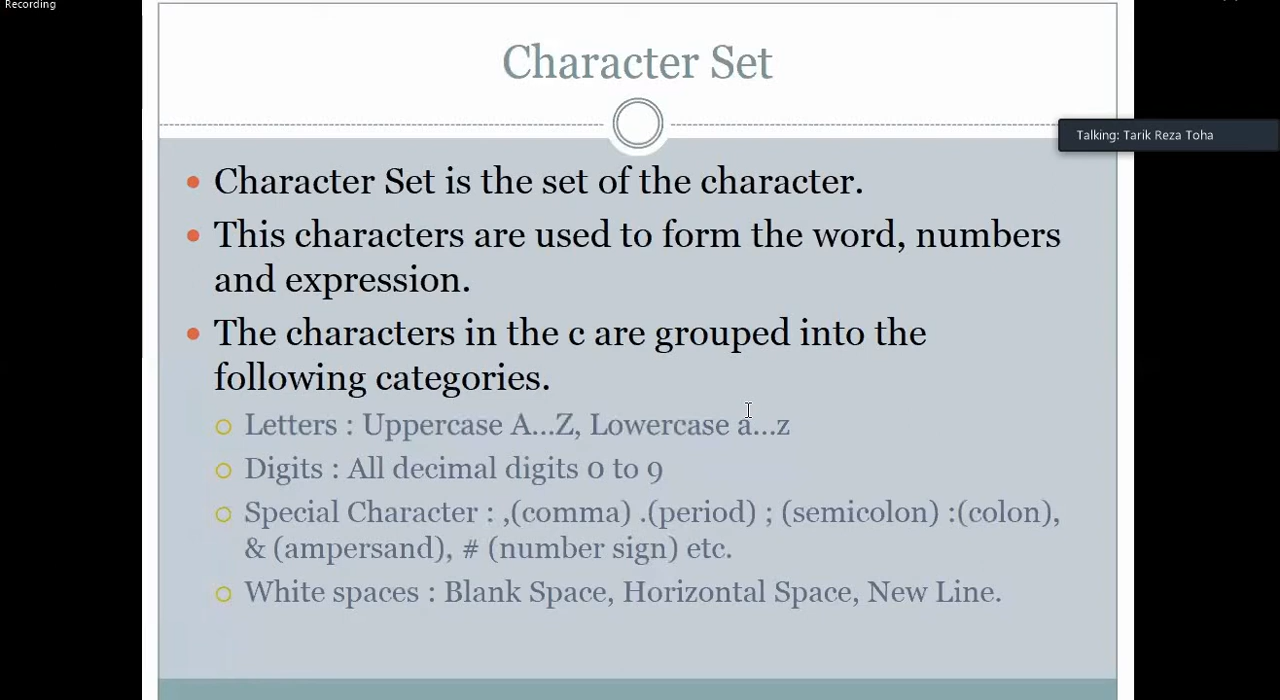 Recording
Character Set
Talking: Tarik Reza Toha
Character Set is the set of the character.
This characters are used to form the word, numbers
and expression.
The characters in the c are grouped into the
following categories.
Letters : Uppercase A...Z, Lowercase a...z
Digits : All decimal digits 0 to 9
Special Character : ,(comma) .(period) ; (semicolon) :(colon),
& (ampersand), # (number sign) etc.
White spaces : Blank Space, Horizontal Space, New Line.